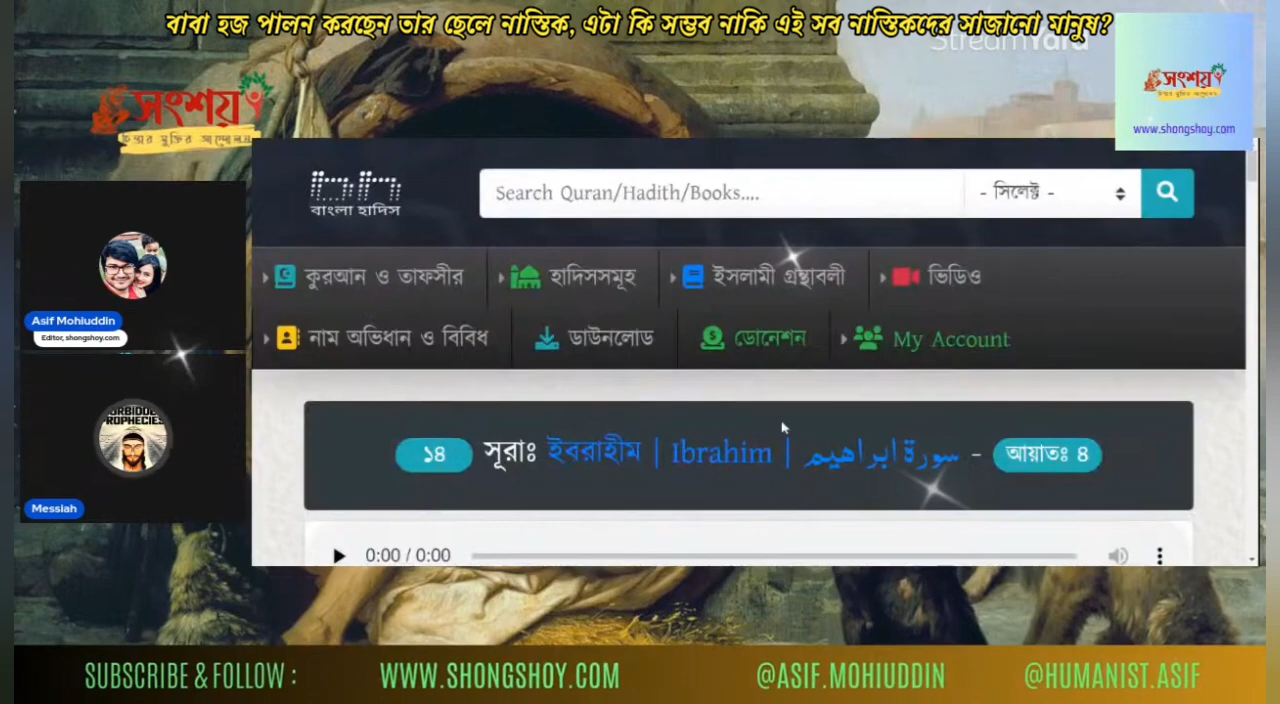 বাবা হজ পালন করছেন তার ছেলে নাস্তিক, এটা কি সম্ভব নাকি এই সব নাস্তিকদের সাজানো মানুষ?
StreamYard
সংশয়
চিন্তার মুক্তির আন্দোলন
সংশয়
চিন্তার মুক্তির আন্দোলন
www.shongshoy.com
বাংলা হাদিস
Search Quran/Hadith/Books....
- সিলেক্ট -
কুরআন ও তাফসীর
হাদিসসমূহ
ইসলামী গ্রন্থাবলী
ভিডিও
নাম অভিধান ও বিবিধ
ডাউনলোড
ডোনেশন
My Account
Asif Mohiuddin
Editor, shongshoy.com
FORBIDDEN
PROPHECIES
Messiah
১৪ সূরাঃ ইবরাহীম | Ibrahim | سورة ابراهيم - আয়াতঃ ৪
0:00 / 0:00
SUBSCRIBE & FOLLOW :
WWW.SHONGSHOY.COM
@ASIF.MOHIUDDIN
@HUMANIST.ASIF